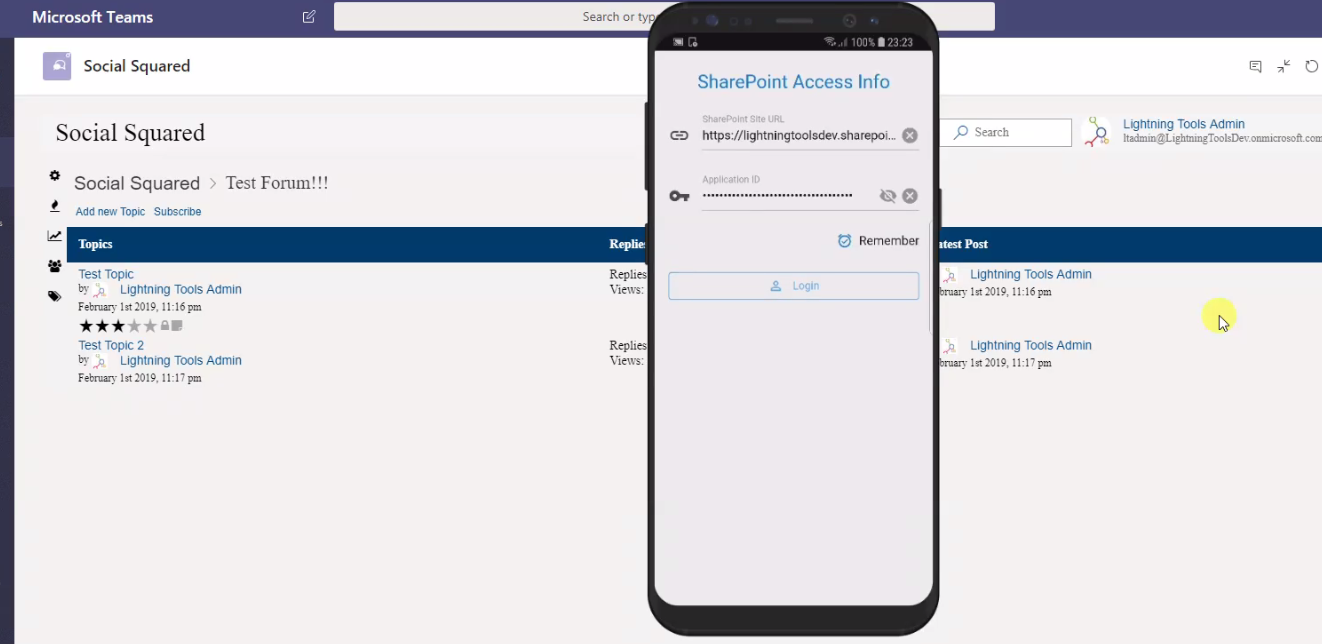 Microsoft Teams
Search or typ
Social Squared
Social Squared
Search
Lightning Tools Admin
ltadmin@LightningToolsDev.onmicrosoft.com
Social Squared > Test Forum!!!
Add new Topic Subscribe
Topics
Replie
atest Post
Test Topic
by Lightning Tools Admin
February 1st 2019, 11:16 pm
Replies
Views:
Lightning Tools Admin
bruary 1st 2019, 11:16 pm
Test Topic 2
by Lightning Tools Admin
February 1st 2019, 11:17 pm
Replies
Views:
Lightning Tools Admin
bruary 1st 2019, 11:17 pm
100% 23:23
SharePoint Access Info
SharePoint Site URL
https://lightningtoolsdev.sharepoi...
Application ID
Remember
Login